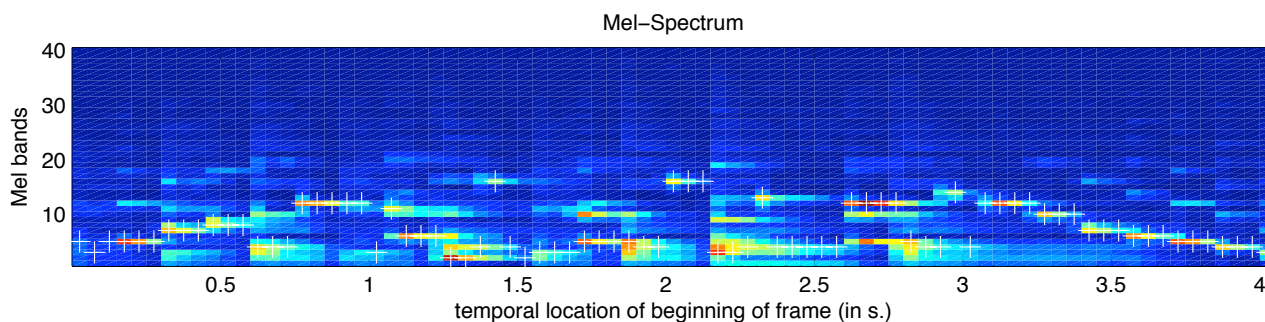 Mel−Spectrum
40
30
20
10
Mel bands
0.5 1 1.5 2 2.5 3 3.5 4
temporal location of beginning of frame (in s.)